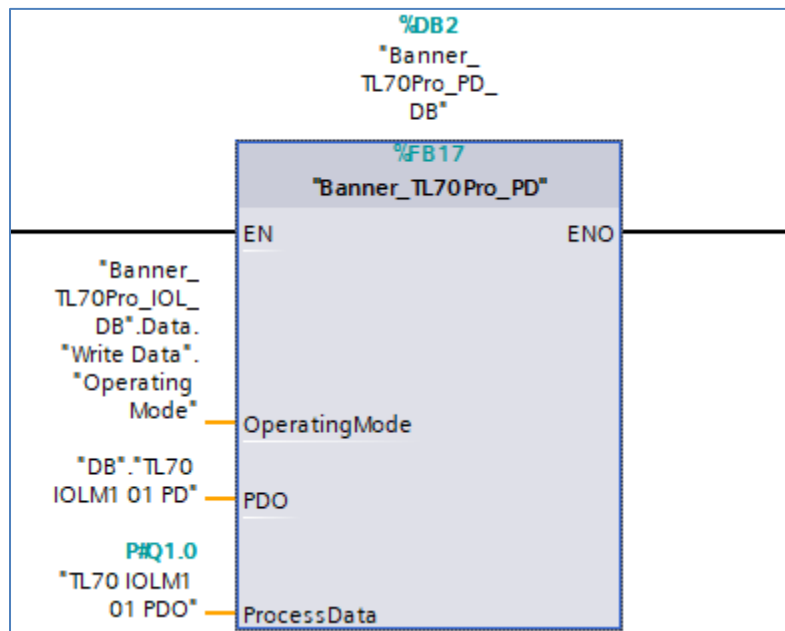 %DB2
"Banner_
TL70Pro_PD_
DB"
%FB17
"Banner_TL70Pro_PD"
EN
ENO
"Banner_
TL70Pro_IOL_
DB".Data.
"Write Data".
"Operating
Mode"
OperatingMode
"DB"."TL70
IOLM1 01 PD"
PDO
P#Q1.0
"TL70 IOLM1
01 PDO"
ProcessData